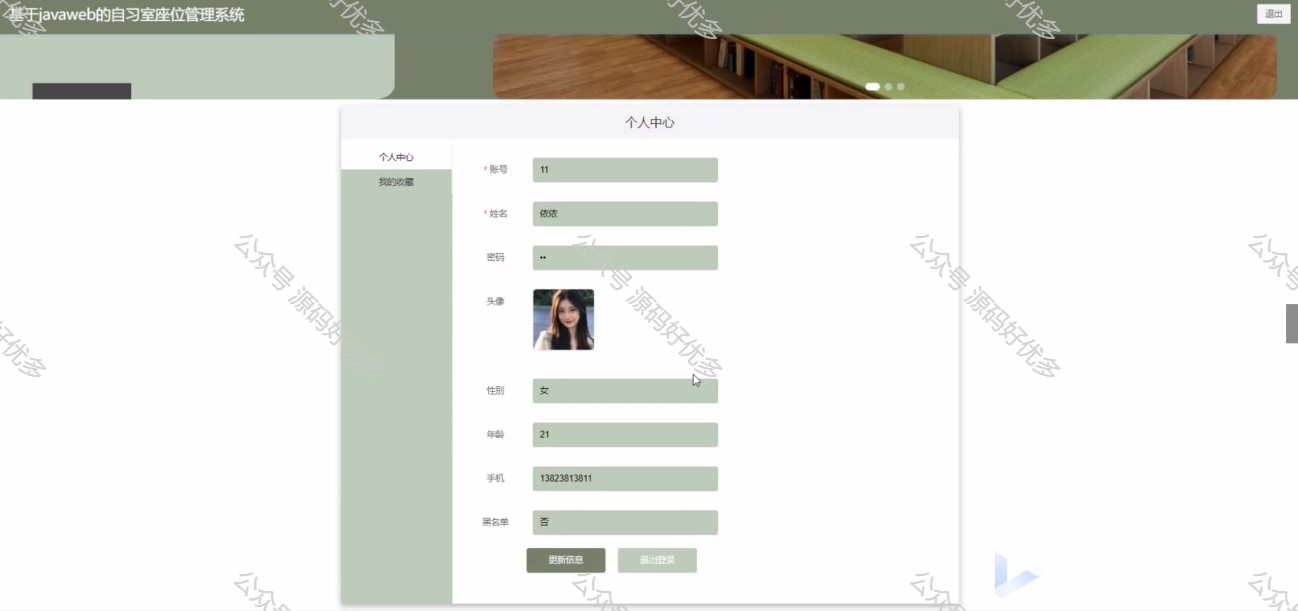 基于javaweb的自习室座位管理系统
退出
个人中心
个人中心
我的收藏
*账号 11
*姓名 依依
密码 ••
头像
性别 女
年龄 21
手机 13823813811
黑名单 否
更新信息 退出登录
公众号 源码好优多
公众号 源码好优多
公众号 源码好优多